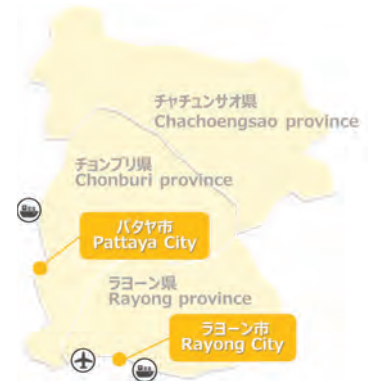 チャチュンサオ県
Chachoengsao province
チョンブリ県
Chonburi province
パタヤ市
Pattaya City
ラヨーン県
Rayong province
ラヨーン市
Rayong City